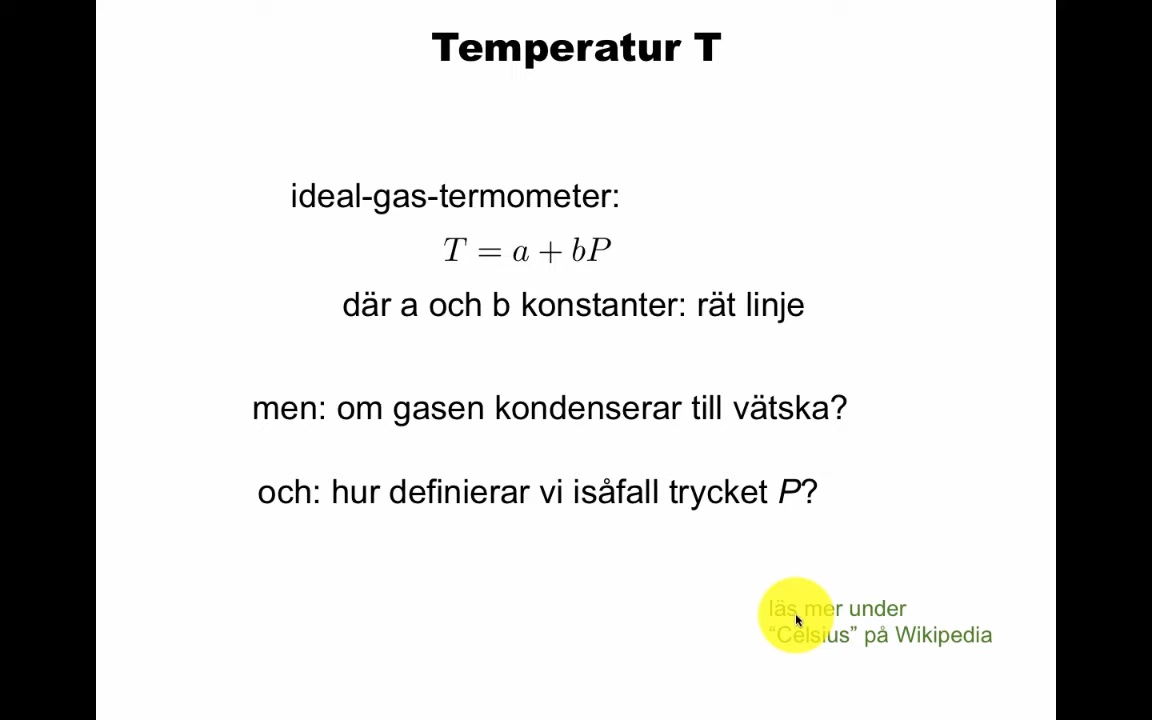 Temperatur T
ideal-gas-termometer:
T = a + bP
där a och b konstanter: rät linje
men: om gasen kondenserar till vätska?
och: hur definierar vi isåfall trycket P?
läs mer under
“Celsius” på Wikipedia